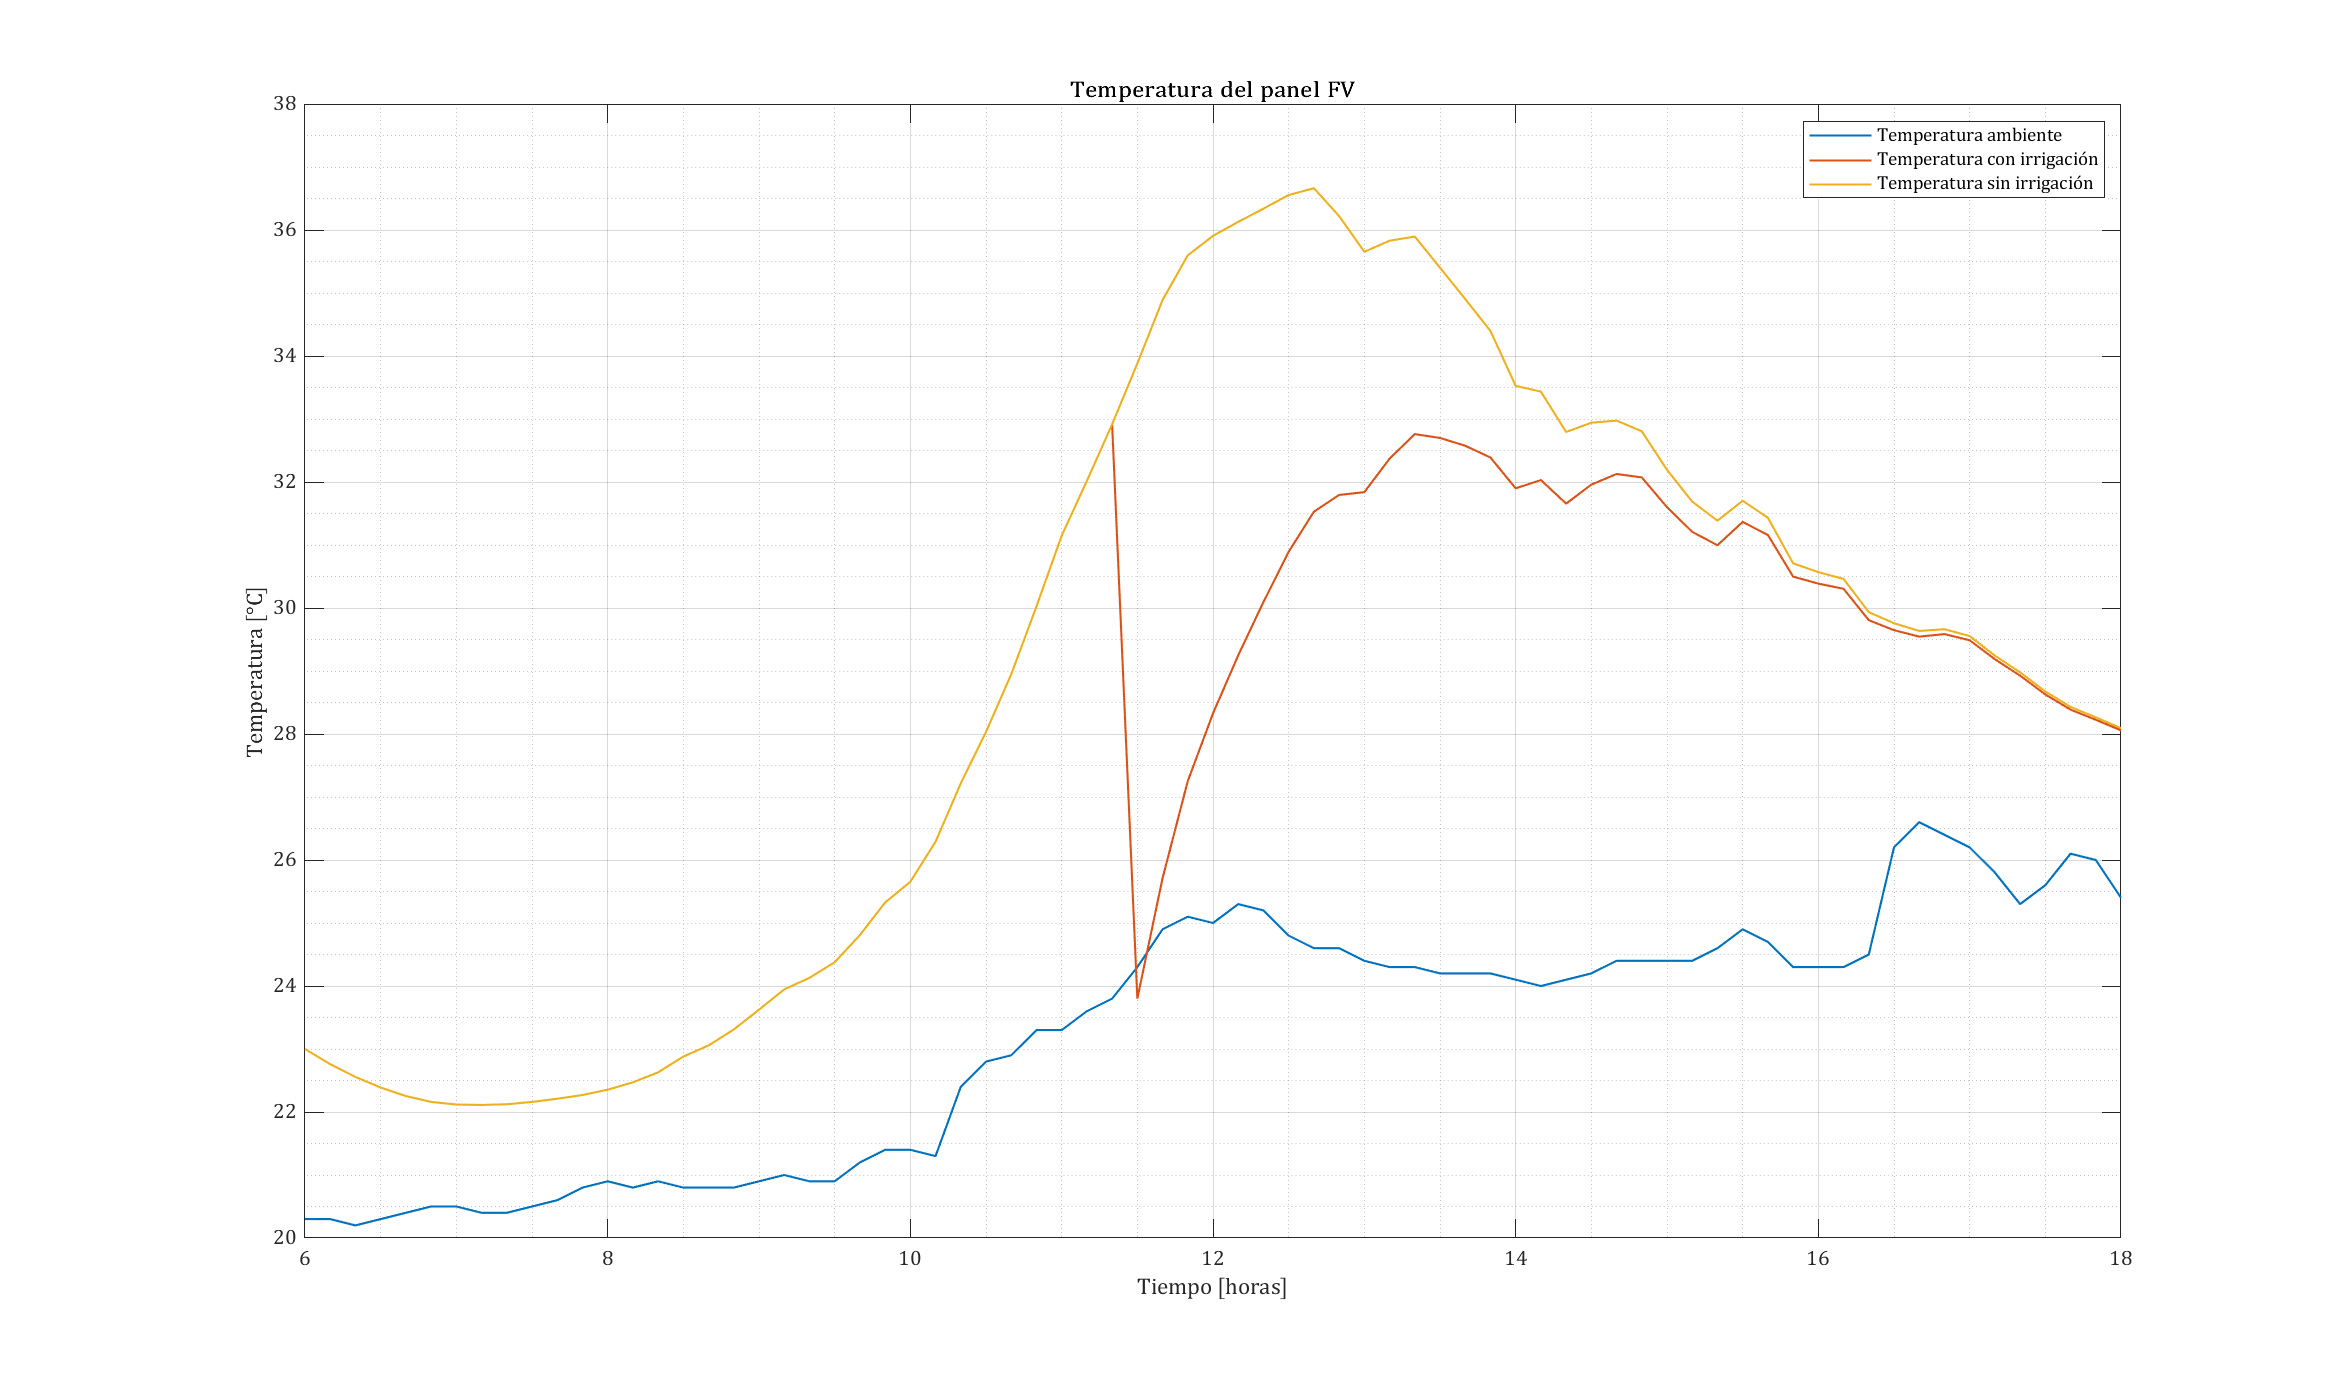 Temperatura del panel FV
Temperatura ambiente
Temperatura con irrigación
Temperatura sin irrigación
38
36
34
32
30
28
26
24
22
20
Temperatura [°C]
6 8 10 12 14 16 18
Tiempo [horas]